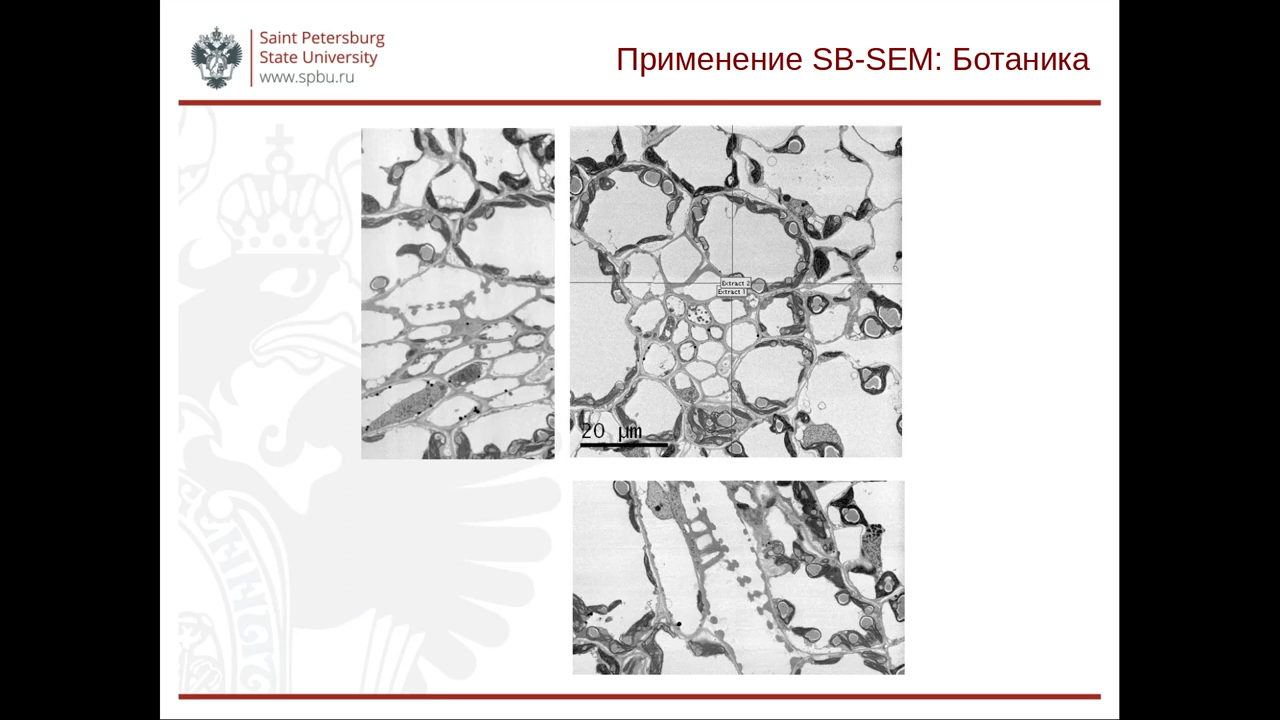 Saint Petersburg
State University
www.spbu.ru
Применение SB-SEM: Ботаника
Extract 2
Extract 1
20 µm